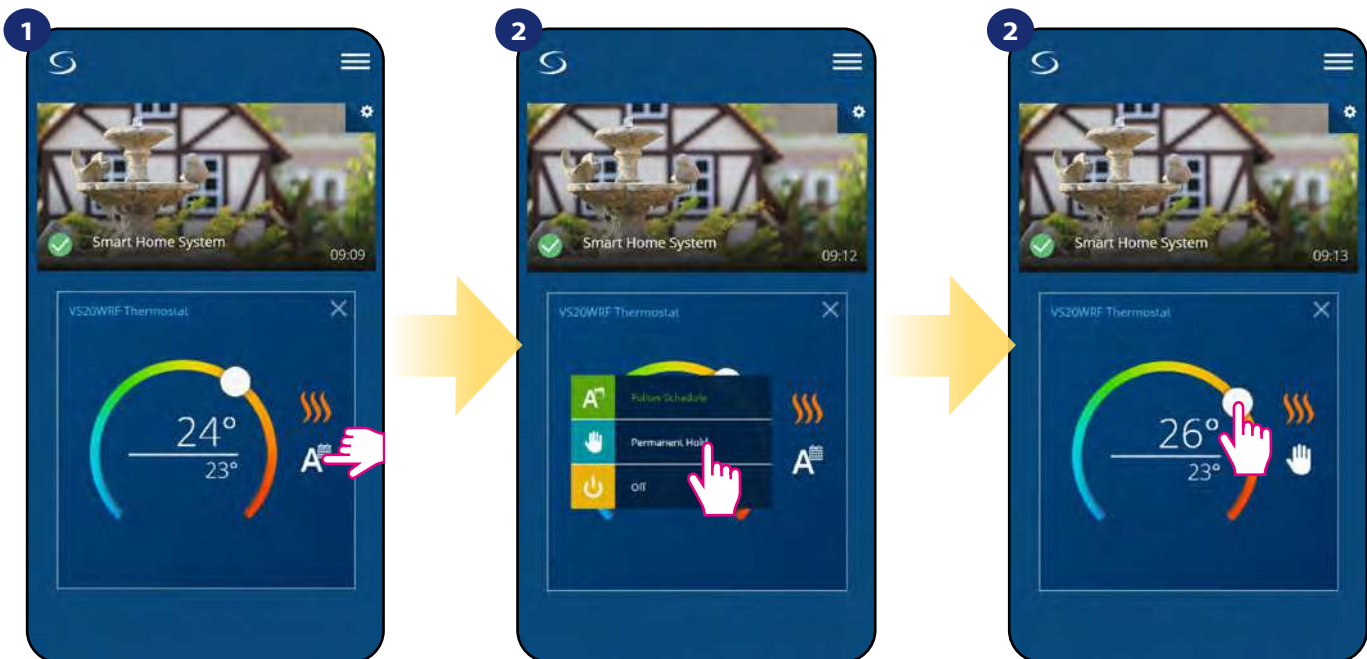 1
Smart Home System
09:09
VS20WRF Thermostat
24°
23°
A
2
Smart Home System
09:12
VS20WRF Thermostat
A
Follow Schedule
Permanent Hold
Off
A
2
Smart Home System
09:13
VS20WRF Thermostat
26°
23°